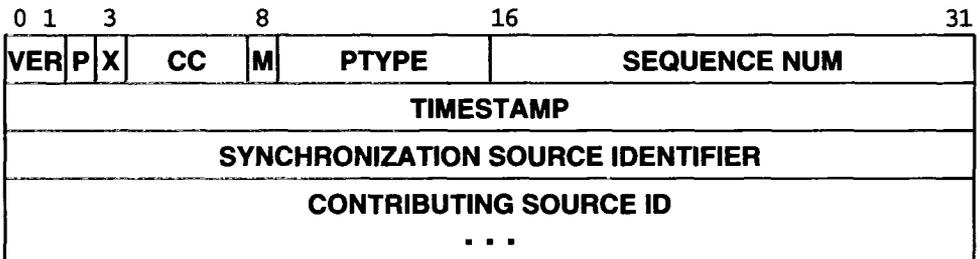 0 1 3 8 16 31
VER P X CC M PTYPE SEQUENCE NUM
TIMESTAMP
SYNCHRONIZATION SOURCE IDENTIFIER
CONTRIBUTING SOURCE ID
...